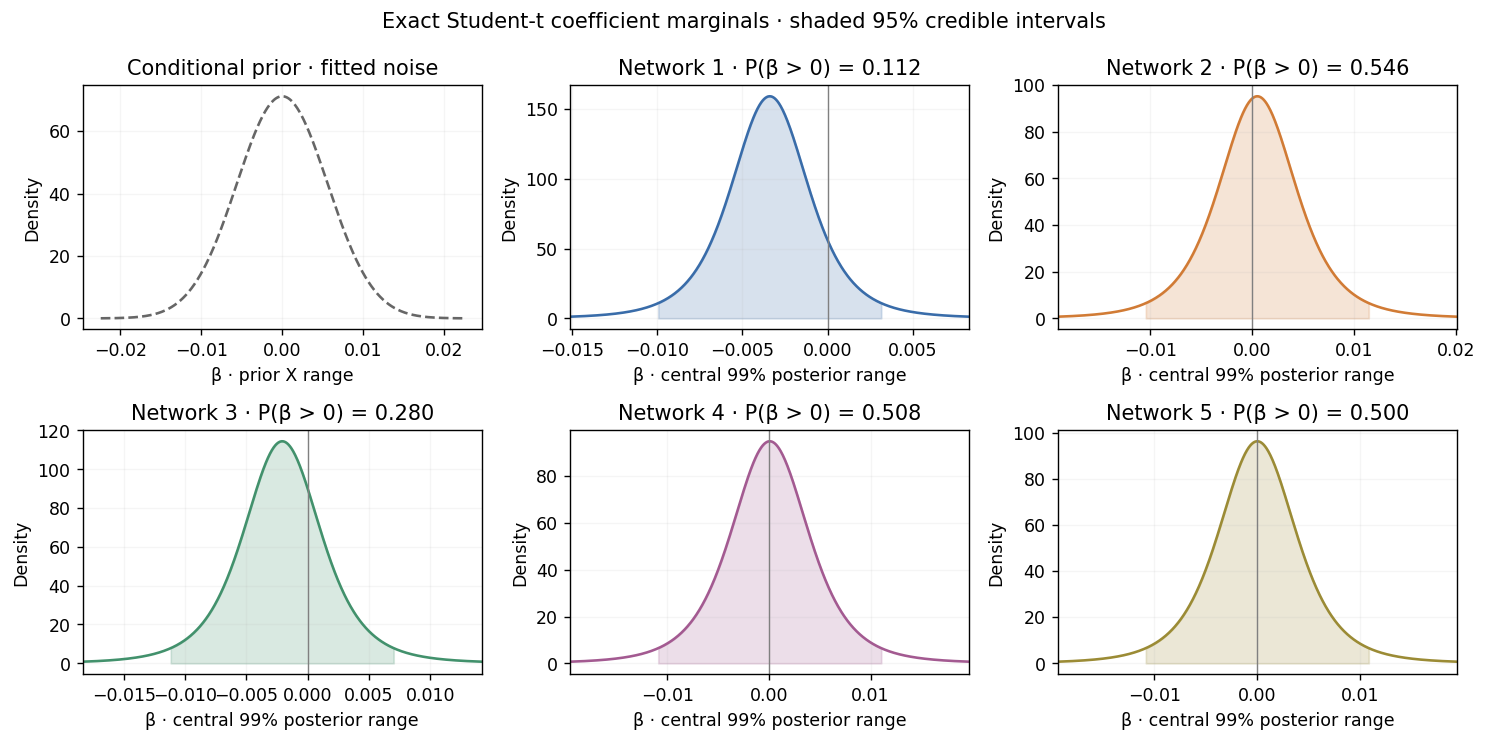 Exact Student-t coefficient marginals · shaded 95% credible intervals
Conditional prior · fitted noise
Density
60
40
20
0
−0.02 −0.01 0.00 0.01 0.02
β · prior X range
Network 1 · P(β > 0) = 0.112
Density
150
100
50
0
−0.015 −0.010 −0.005 0.000 0.005
β · central 99% posterior range
Network 2 · P(β > 0) = 0.546
Density
100
80
60
40
20
0
−0.01 0.00 0.01 0.02
β · central 99% posterior range
Network 3 · P(β > 0) = 0.280
Density
120
100
80
60
40
20
0
−0.015 −0.010 −0.005 0.000 0.005 0.010
β · central 99% posterior range
Network 4 · P(β > 0) = 0.508
Density
80
60
40
20
0
−0.01 0.00 0.01
β · central 99% posterior range
Network 5 · P(β > 0) = 0.500
Density
100
80
60
40
20
0
−0.01 0.00 0.01
β · central 99% posterior range